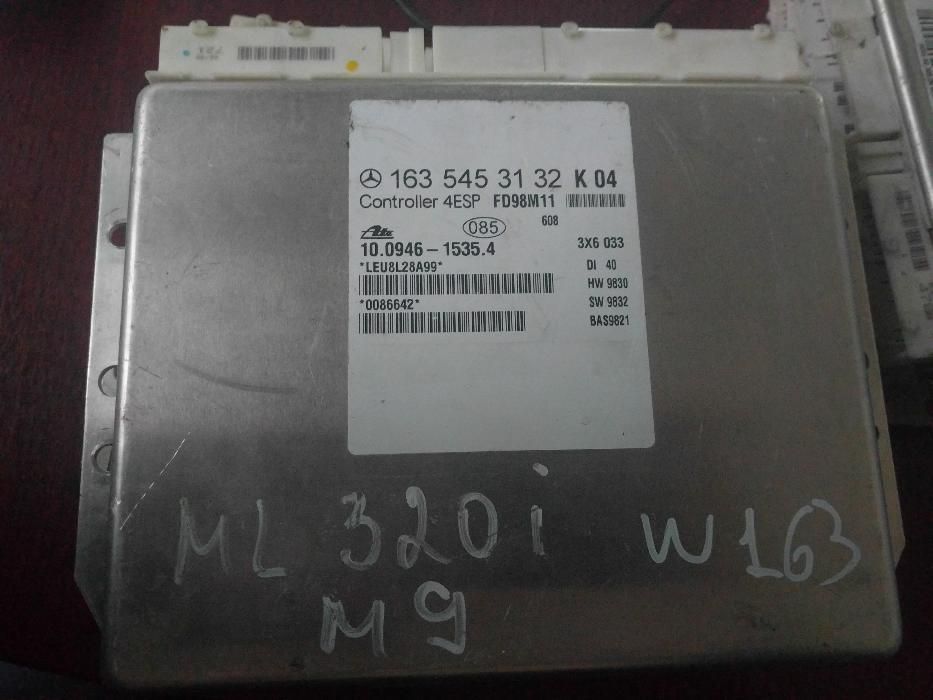 163 545 31 32 K 04
Controller 4ESP FD98M11
608
085
Ate
10.0946-1535.4
3X6 033
*LEU8L28A99*
DI 40
HW 9830
*0086642*
SW 9832
BAS9821
ML 320i W163
M9